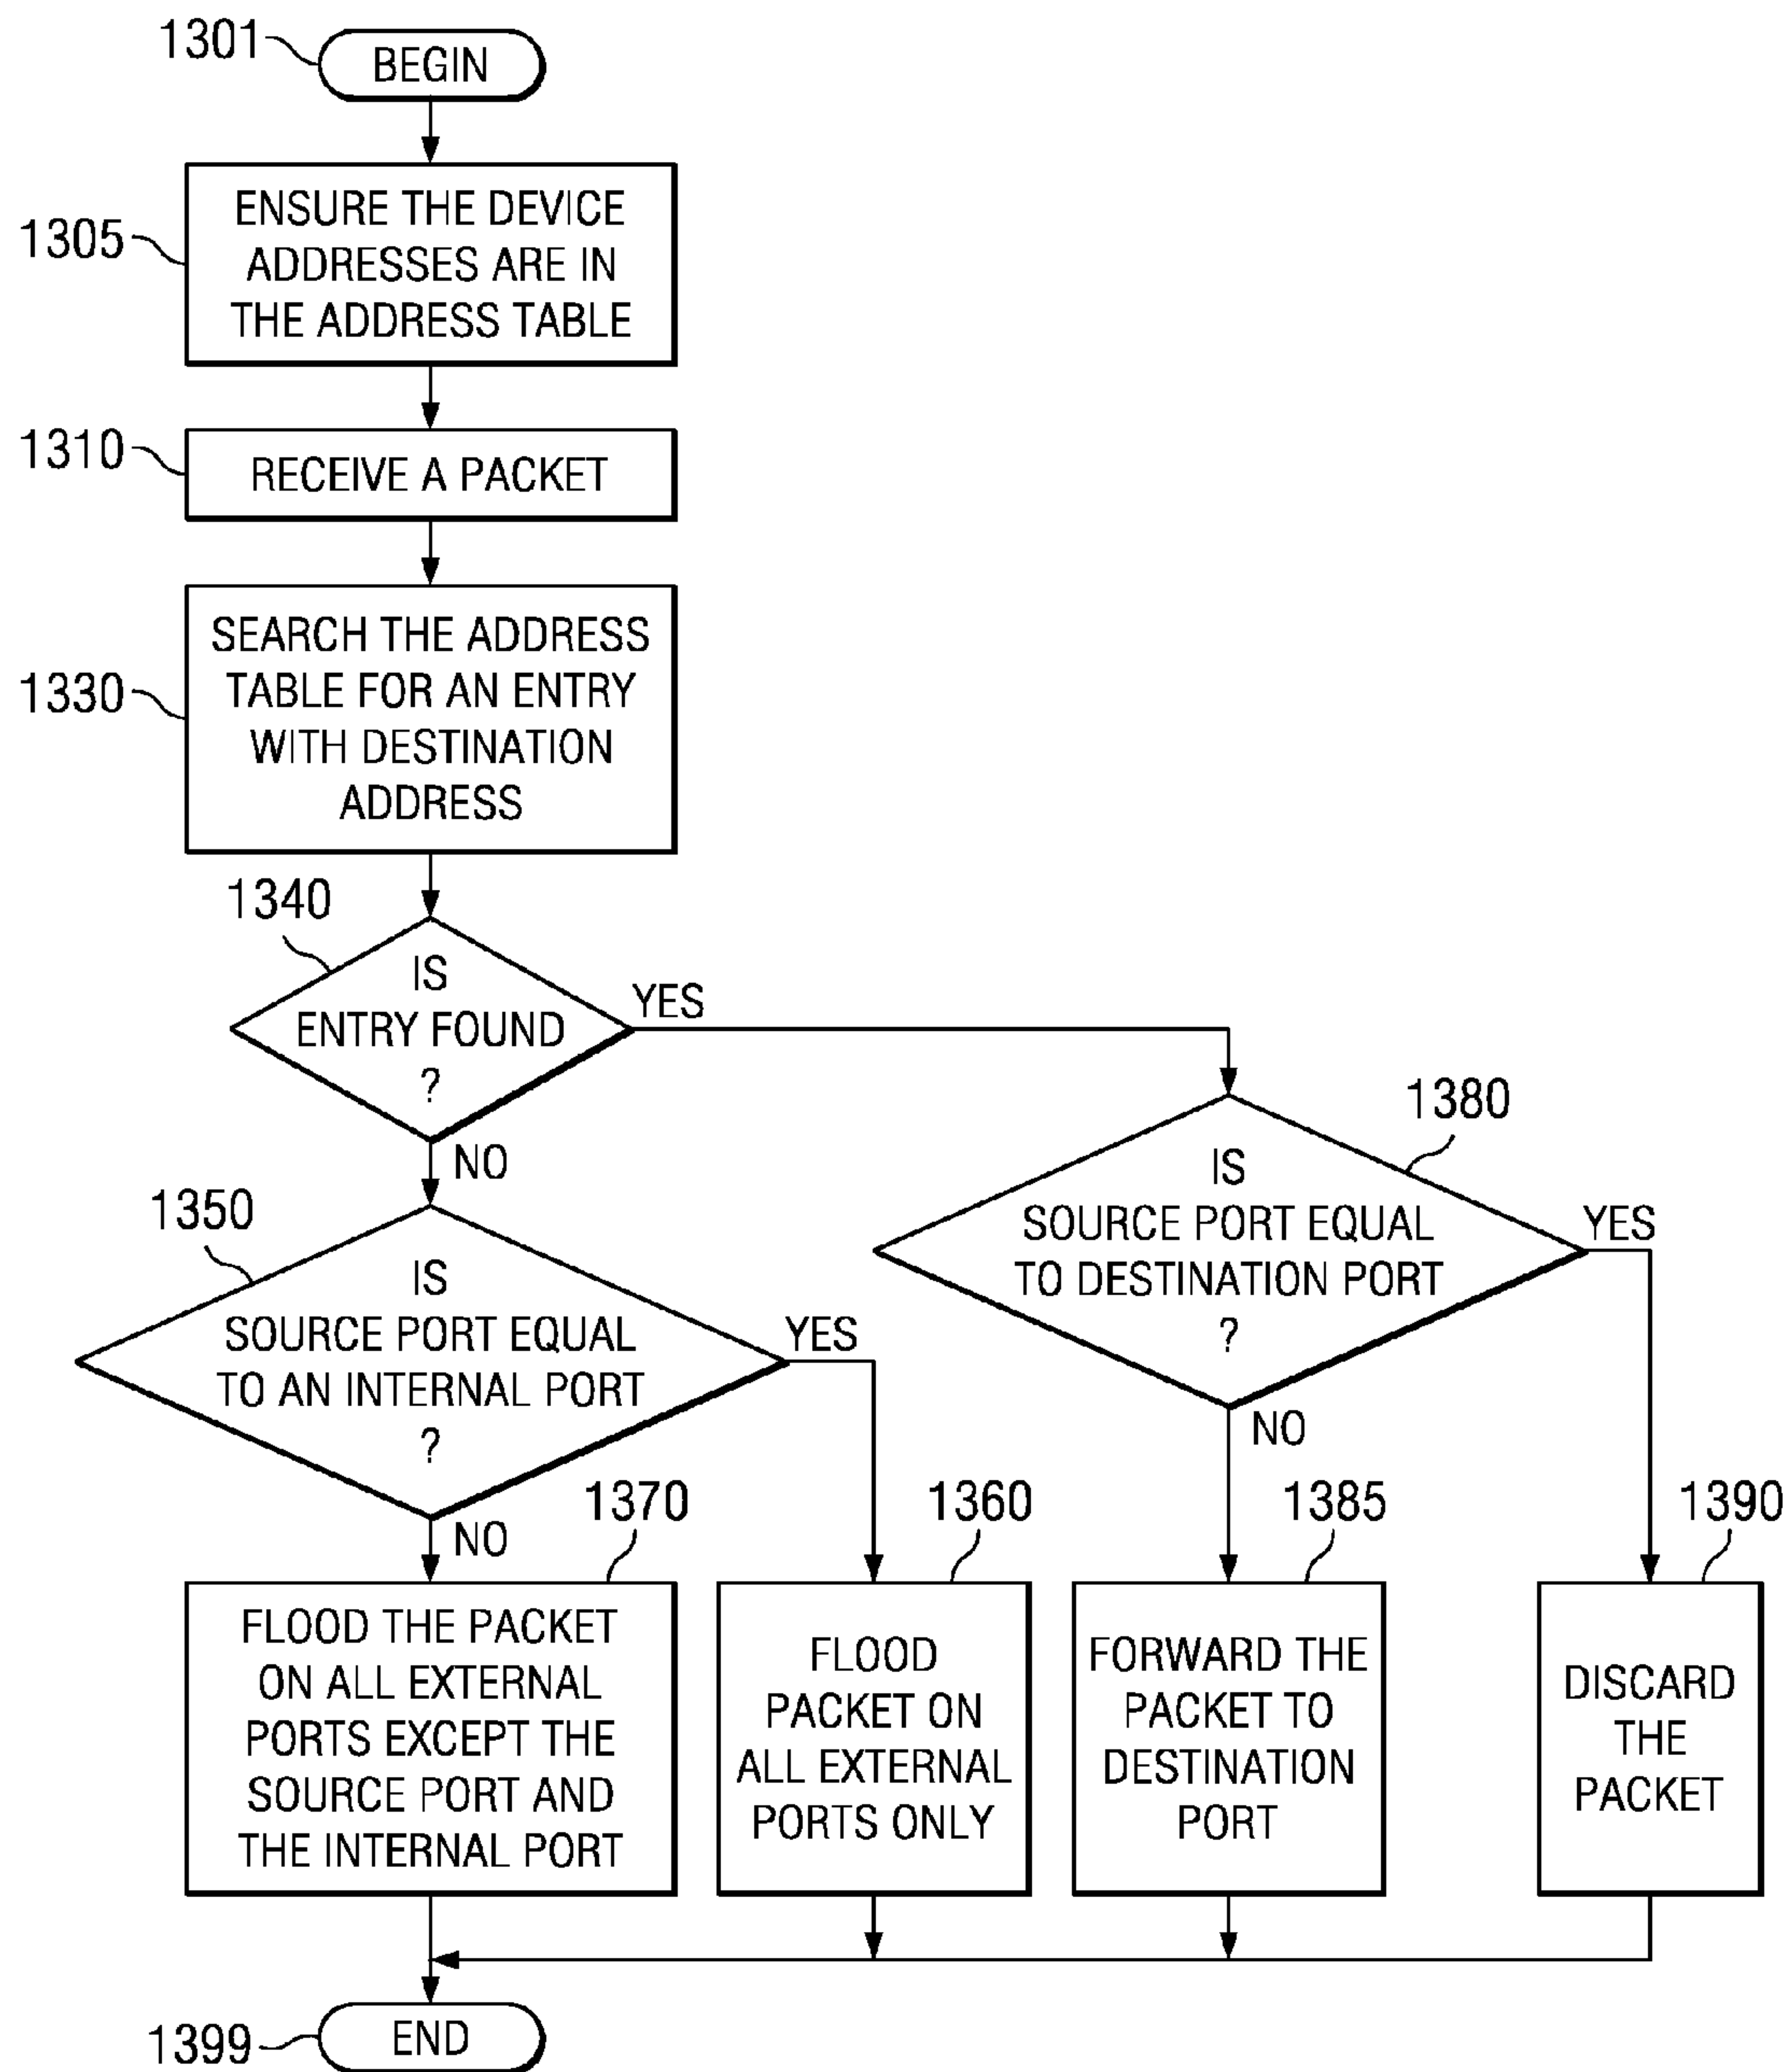 1301
BEGIN
1305
ENSURE THE DEVICE
ADDRESSES ARE IN
THE ADDRESS TABLE
1310
RECEIVE A PACKET
1330
SEARCH THE ADDRESS
TABLE FOR AN ENTRY
WITH DESTINATION
ADDRESS
1340
IS
ENTRY FOUND
?
YES
NO
1380
IS
SOURCE PORT EQUAL
TO DESTINATION PORT
?
YES
NO
1350
IS
SOURCE PORT EQUAL
TO AN INTERNAL PORT
?
YES
NO
1370
FLOOD THE PACKET
ON ALL EXTERNAL
PORTS EXCEPT THE
SOURCE PORT AND
THE INTERNAL PORT
1360
FLOOD
PACKET ON
ALL EXTERNAL
PORTS ONLY
1385
FORWARD THE
PACKET TO
DESTINATION
PORT
1390
DISCARD
THE
PACKET
1399
END